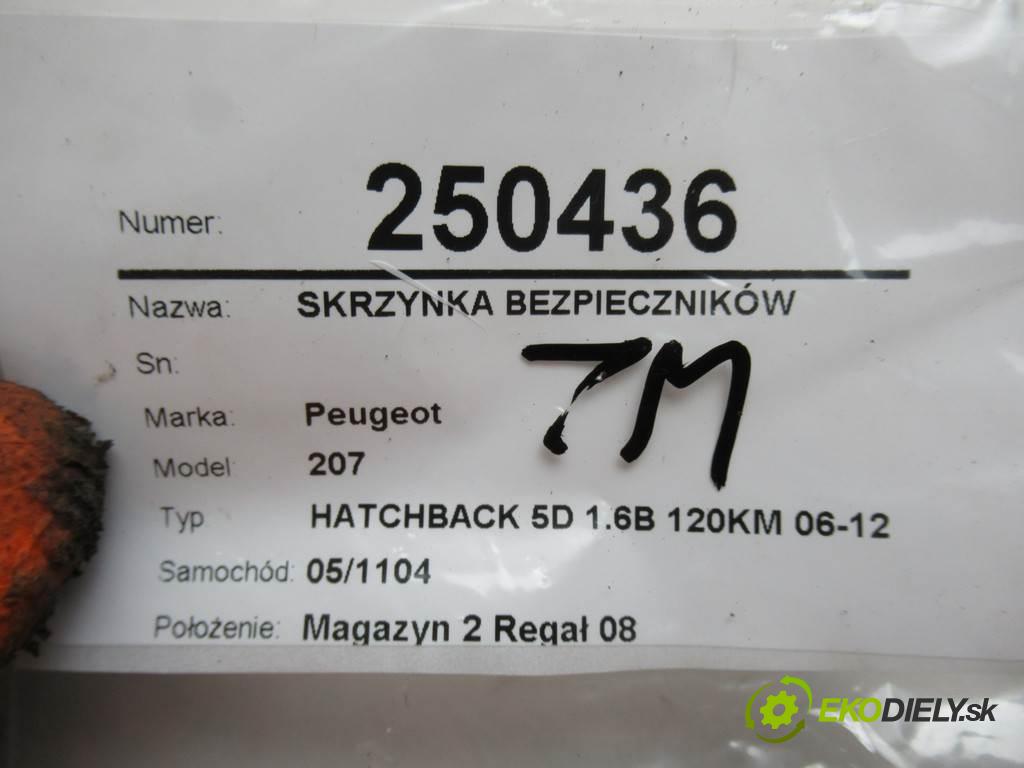 Numer: 250436
Nazwa: SKRZYNKA BEZPIECZNIKÓW
Sn:
7M
Marka: Peugeot
Model 207
Typ HATCHBACK 5D 1.6B 120KM 06-12
Samochód: 05/1104
Położenie: Magazyn 2 Regał 08
EKODIELY.sk